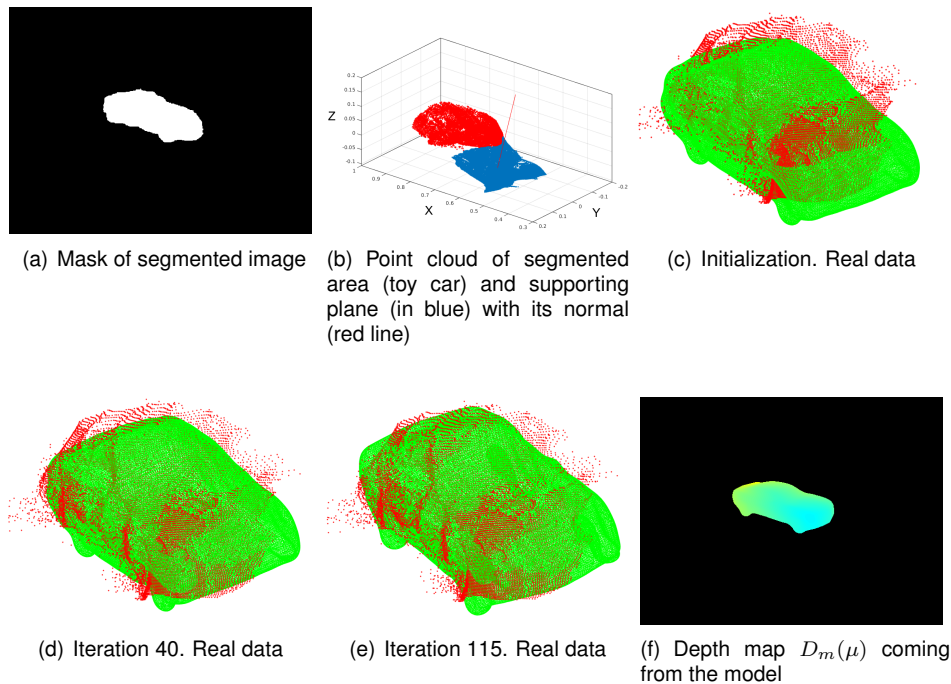 0.2
0.15
0.1
Z
0.05
0
-0.05
-0.1
1
0.9
0.8
0.7
X
0.6
0.5
0.4
0.3
0.2
0.1
0
Y
-0.1
-0.2
(a) Mask of segmented image
(b) Point cloud of segmented
area (toy car) and supporting
plane (in blue) with its normal
(red line)
(c) Initialization. Real data
(d) Iteration 40. Real data
(e) Iteration 115. Real data
(f) Depth map D_m(μ) coming
from the model